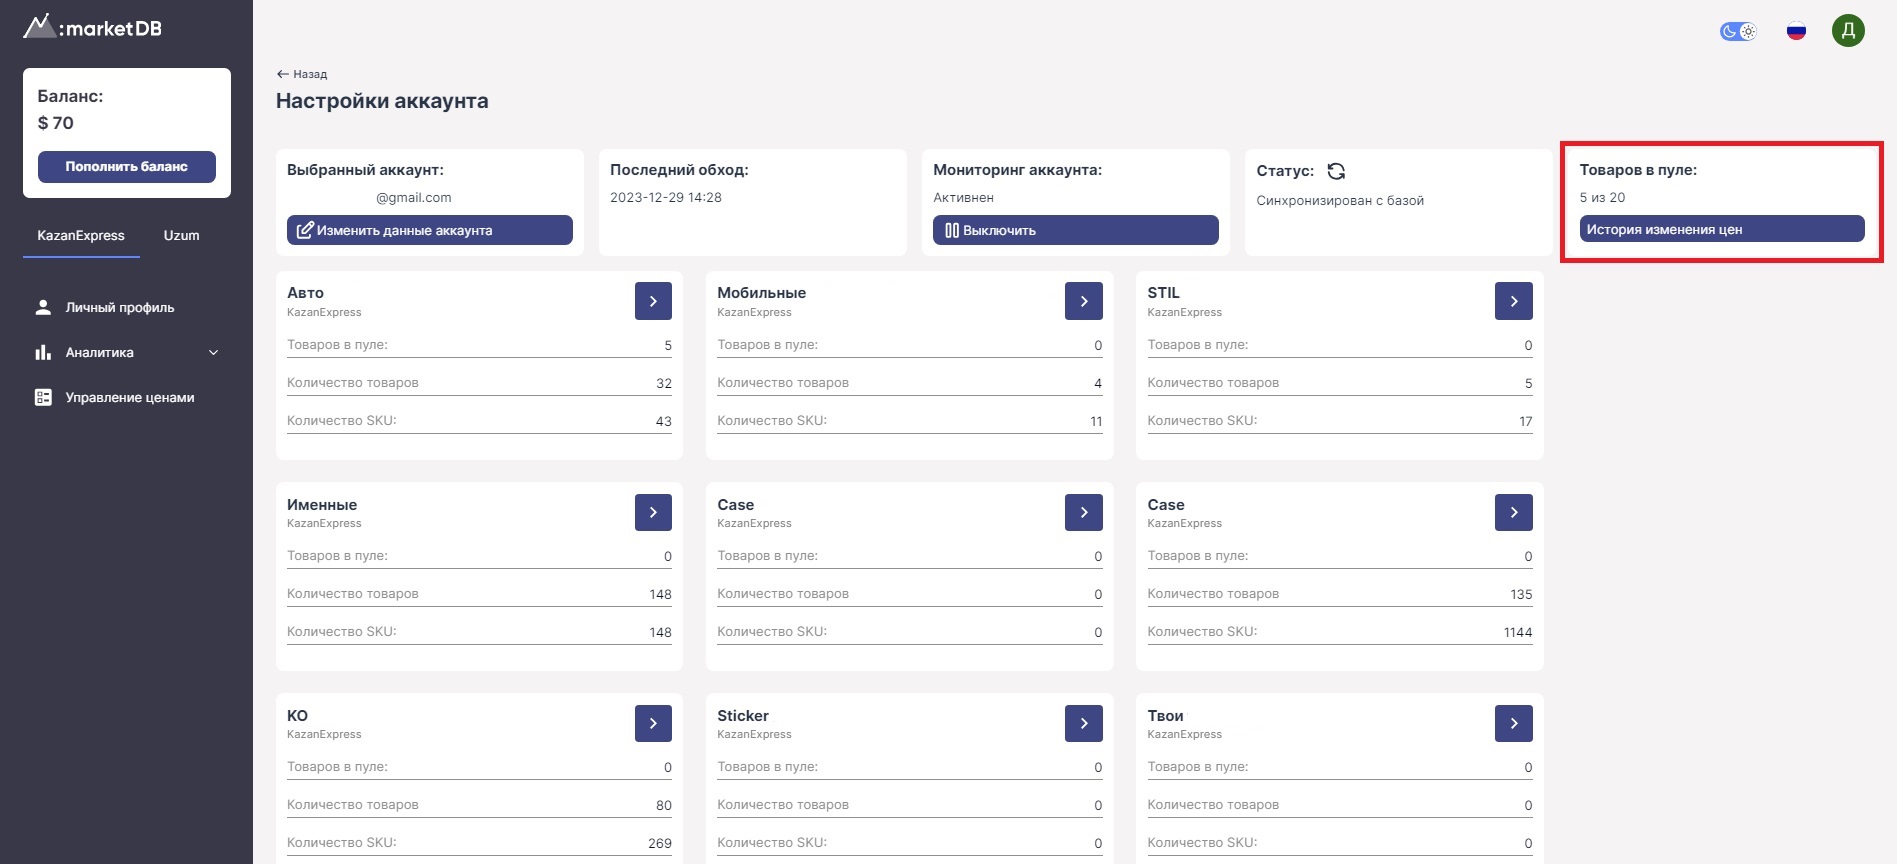 :marketDB
Баланс:
$ 70
Пополнить баланс
KazanExpress
Uzum
Личный профиль
Аналитика
Управление ценами
Д
Назад
Настройки аккаунта
Выбранный аккаунт:
@gmail.com
Изменить данные аккаунта
Последний обход:
2023-12-29 14:28
Мониторинг аккаунта:
Активнен
Выключить
Статус:
Синхронизирован с базой
Товаров в пуле:
5 из 20
История изменения цен
Авто
KazanExpress
Товаров в пуле: 5
Количество товаров 32
Количество SKU: 43
Мобильные
KazanExpress
Товаров в пуле: 0
Количество товаров 4
Количество SKU: 11
STIL
KazanExpress
Товаров в пуле: 0
Количество товаров 5
Количество SKU: 17
Именные
KazanExpress
Товаров в пуле: 0
Количество товаров 148
Количество SKU: 148
Case
KazanExpress
Товаров в пуле: 0
Количество товаров 0
Количество SKU: 0
Case
KazanExpress
Товаров в пуле: 0
Количество товаров 135
Количество SKU: 1144
КО
KazanExpress
Товаров в пуле: 0
Количество товаров 80
Количество SKU: 269
Sticker
KazanExpress
Товаров в пуле: 0
Количество товаров 0
Количество SKU: 0
Твои
KazanExpress
Товаров в пуле: 0
Количество товаров 0
Количество SKU: 0